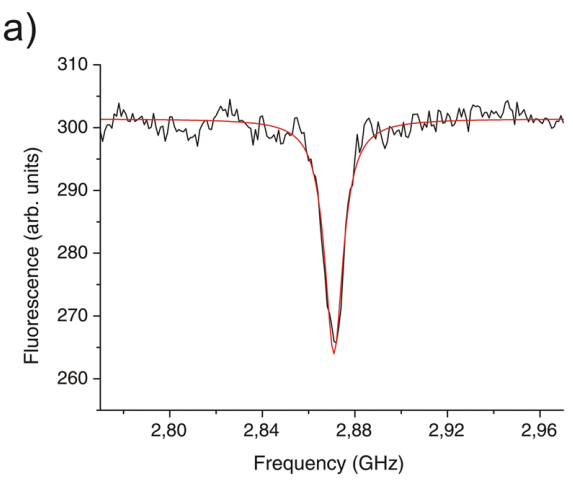 a)
310
300
290
280
270
260
Fluorescence (arb. units)
2,80 2,84 2,88 2,92 2,96
Frequency (GHz)